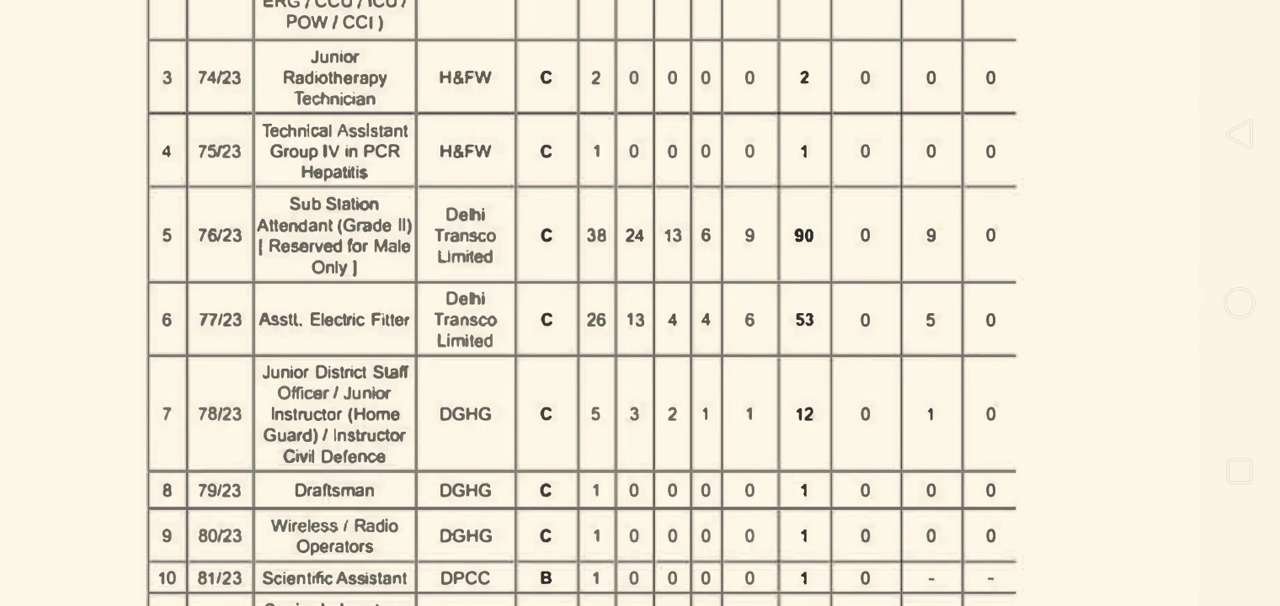 ERG / CCU / ICU /
POW / CCI )
3 74/23 Junior Radiotherapy Technician H&FW C 2 0 0 0 0 2 0 0 0
4 75/23 Technical Assistant Group IV in PCR Hepatitis H&FW C 1 0 0 0 0 1 0 0 0
5 76/23 Sub Station Attendant (Grade II) [ Reserved for Male Only ] Delhi Transco Limited C 38 24 13 6 9 90 0 9 0
6 77/23 Asstt. Electric Fitter Delhi Transco Limited C 26 13 4 4 6 53 0 5 0
7 78/23 Junior District Staff Officer / Junior Instructor (Home Guard) / Instructor Civil Defence DGHG C 5 3 2 1 1 12 0 1 0
8 79/23 Draftsman DGHG C 1 0 0 0 0 1 0 0 0
9 80/23 Wireless / Radio Operators DGHG C 1 0 0 0 0 1 0 0 0
10 81/23 Scientific Assistant DPCC B 1 0 0 0 0 1 0 - -